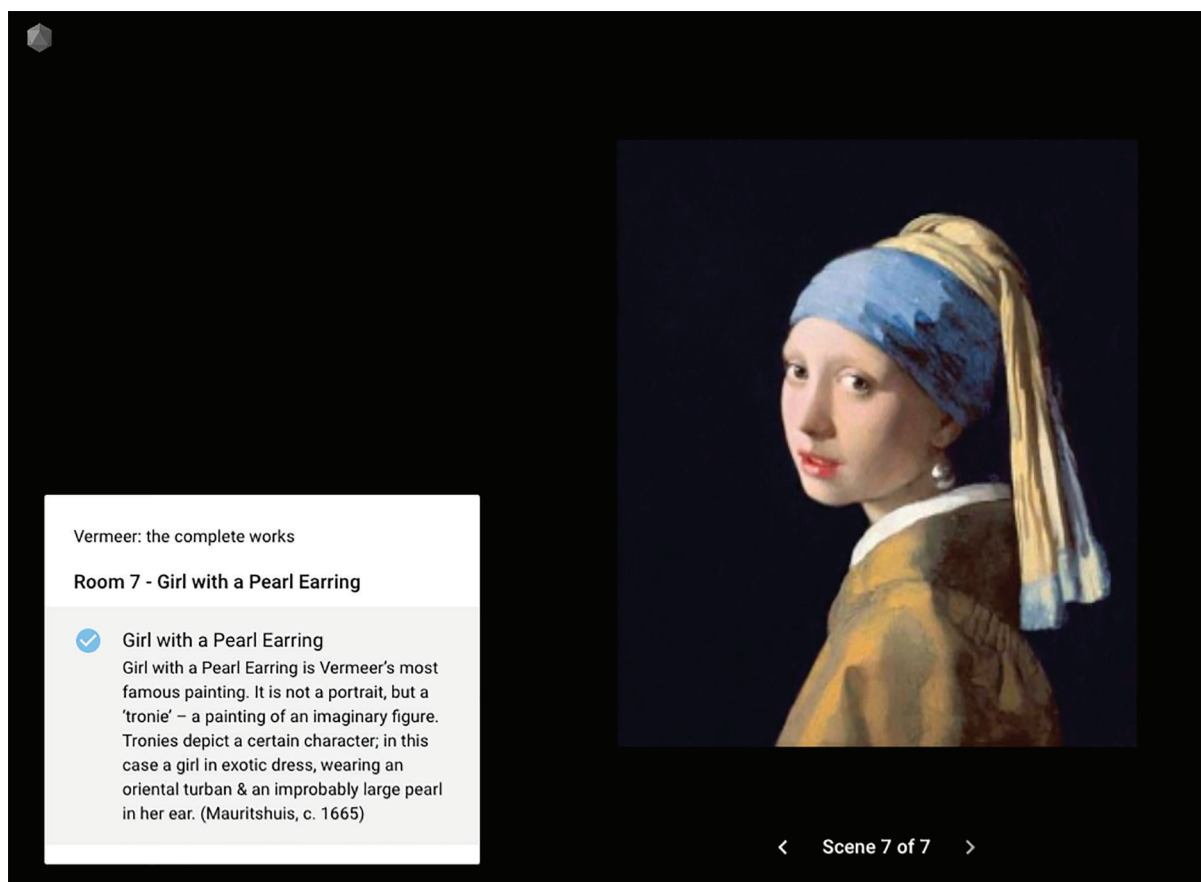 Vermeer: the complete works
Room 7 - Girl with a Pearl Earring
Girl with a Pearl Earring
Girl with a Pearl Earring is Vermeer’s most
famous painting. It is not a portrait, but a
‘tronie’ – a painting of an imaginary figure.
Tronies depict a certain character; in this
case a girl in exotic dress, wearing an
oriental turban & an improbably large pearl
in her ear. (Mauritshuis, c. 1665)
Scene 7 of 7